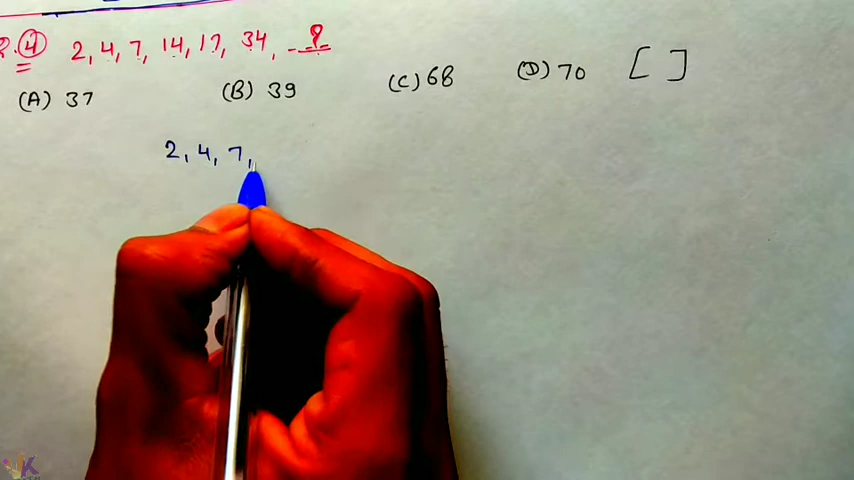 Q.4 2, 4, 7, 14, 17, 34, - ?
(A) 37 (B) 39 (C) 68 (D) 70 [ ]
2, 4, 7,